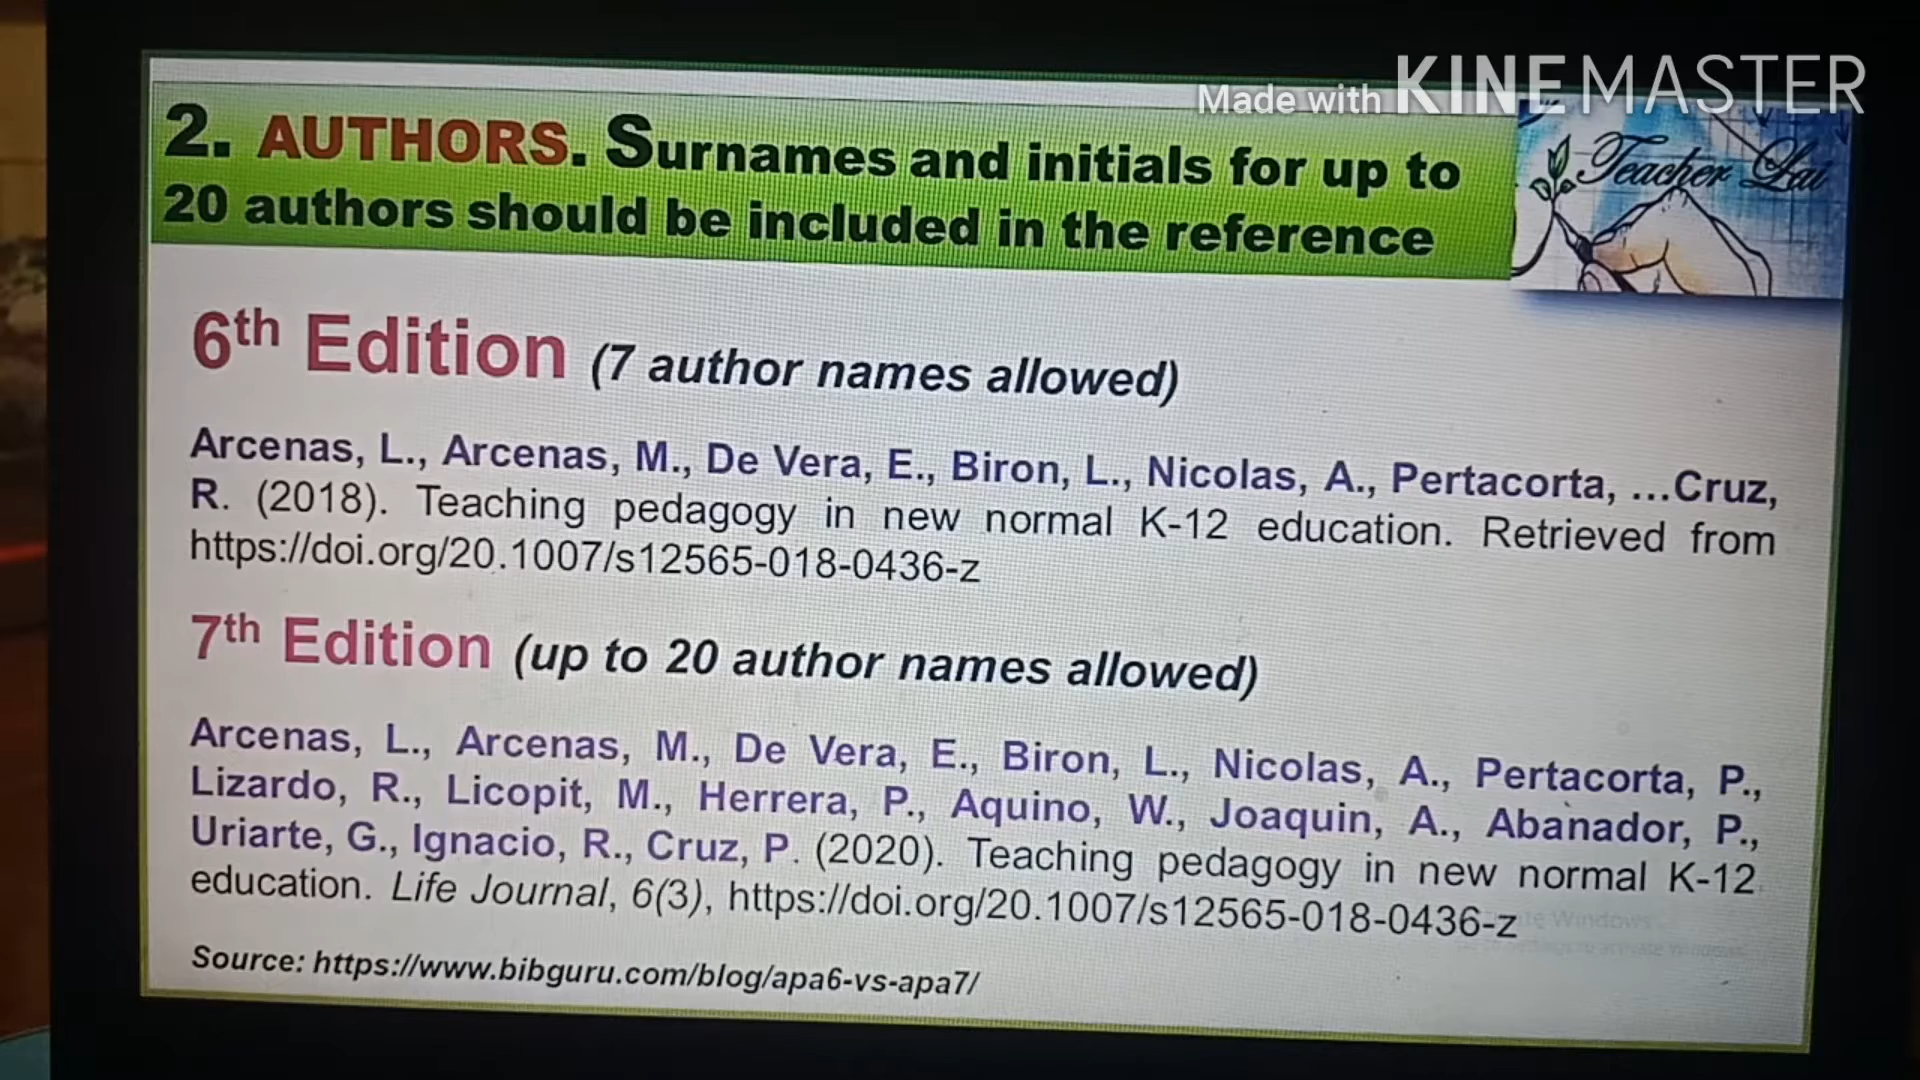 Made with KINEMASTER
2. AUTHORS. Surnames and initials for up to
20 authors should be included in the reference
Teacher Lai
6th Edition (7 author names allowed)
Arcenas, L., Arcenas, M., De Vera, E., Biron, L., Nicolas, A., Pertacorta, ...Cruz,
R. (2018). Teaching pedagogy in new normal K-12 education. Retrieved from
https://doi.org/20.1007/s12565-018-0436-z
7th Edition (up to 20 author names allowed)
Arcenas, L., Arcenas, M., De Vera, E., Biron, L., Nicolas, A., Pertacorta, P.,
Lizardo, R., Licopit, M., Herrera, P., Aquino, W., Joaquin, A., Abanador, P.,
Uriarte, G., Ignacio, R., Cruz, P. (2020). Teaching pedagogy in new normal K-12
education. Life Journal, 6(3), https://doi.org/20.1007/s12565-018-0436-z
Source: https://www.bibguru.com/blog/apa6-vs-apa7/